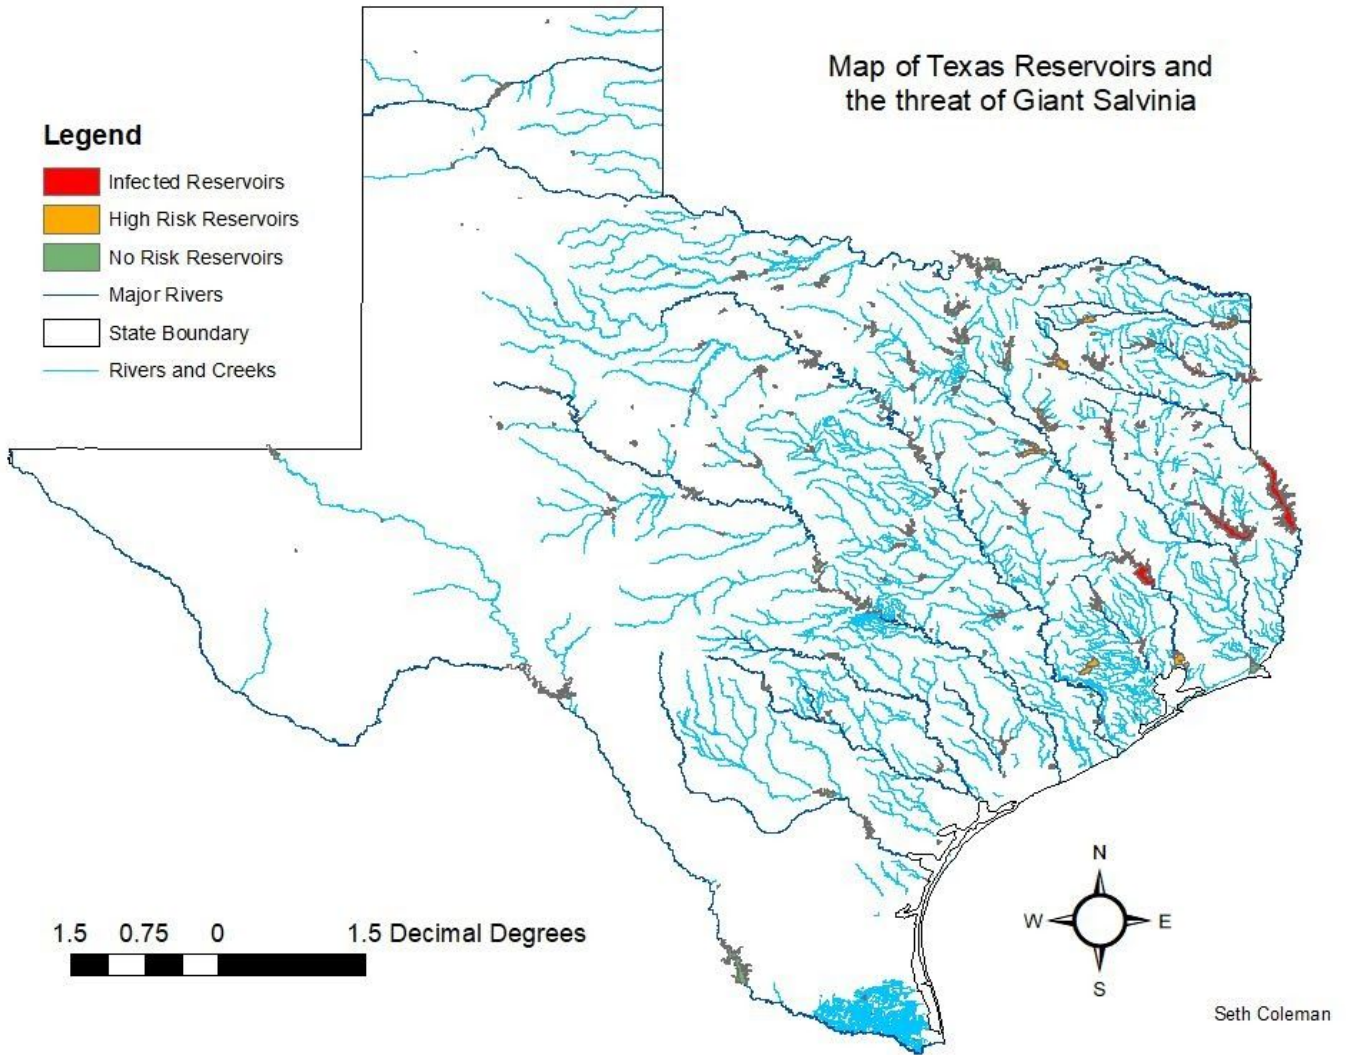 Map of Texas Reservoirs and
the threat of Giant Salvinia
Legend
Infected Reservoirs
High Risk Reservoirs
No Risk Reservoirs
Major Rivers
State Boundary
Rivers and Creeks
N
W
E
S
1.5 0.75 0 1.5 Decimal Degrees
Seth Coleman